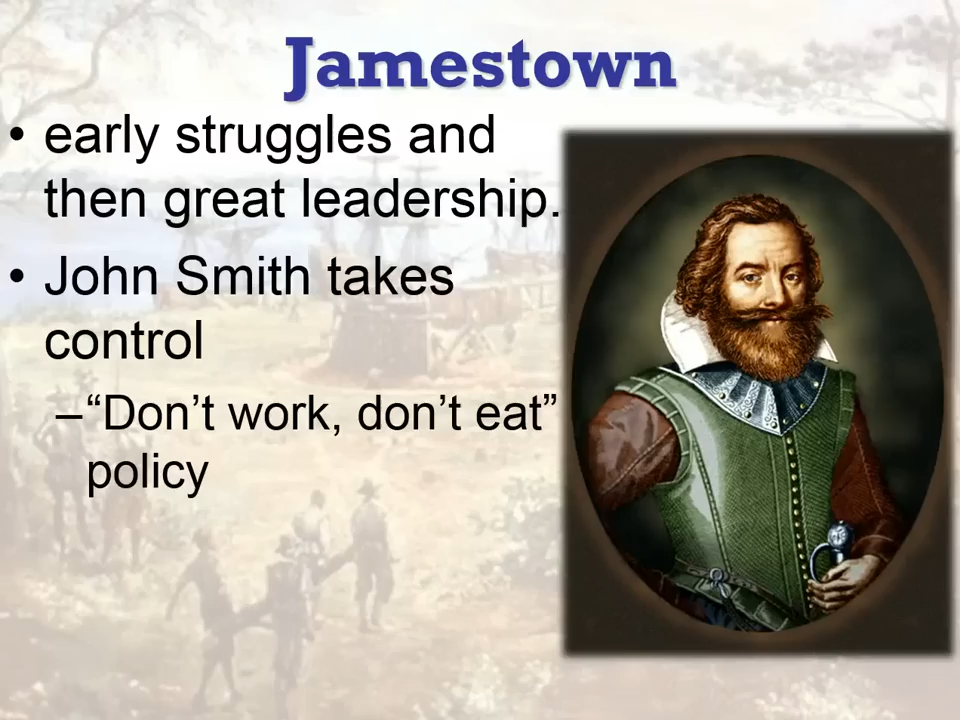 Jamestown
• early struggles and
then great leadership.
• John Smith takes
control
–“Don’t work, don’t eat”
policy